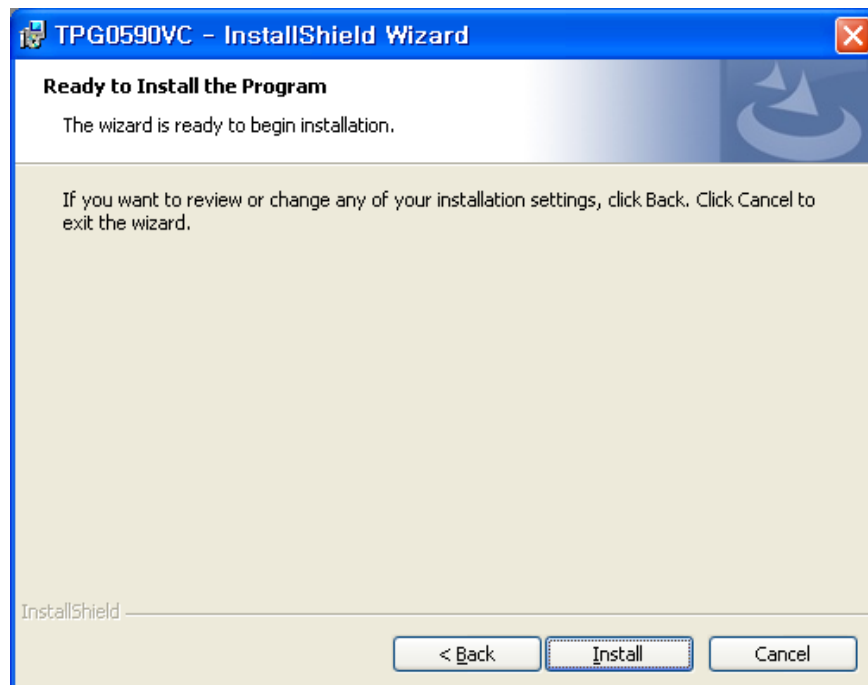 TPG0590VC - InstallShield Wizard
Ready to Install the Program
The wizard is ready to begin installation.
If you want to review or change any of your installation settings, click Back. Click Cancel to
exit the wizard.
InstallShield
< Back
Install
Cancel